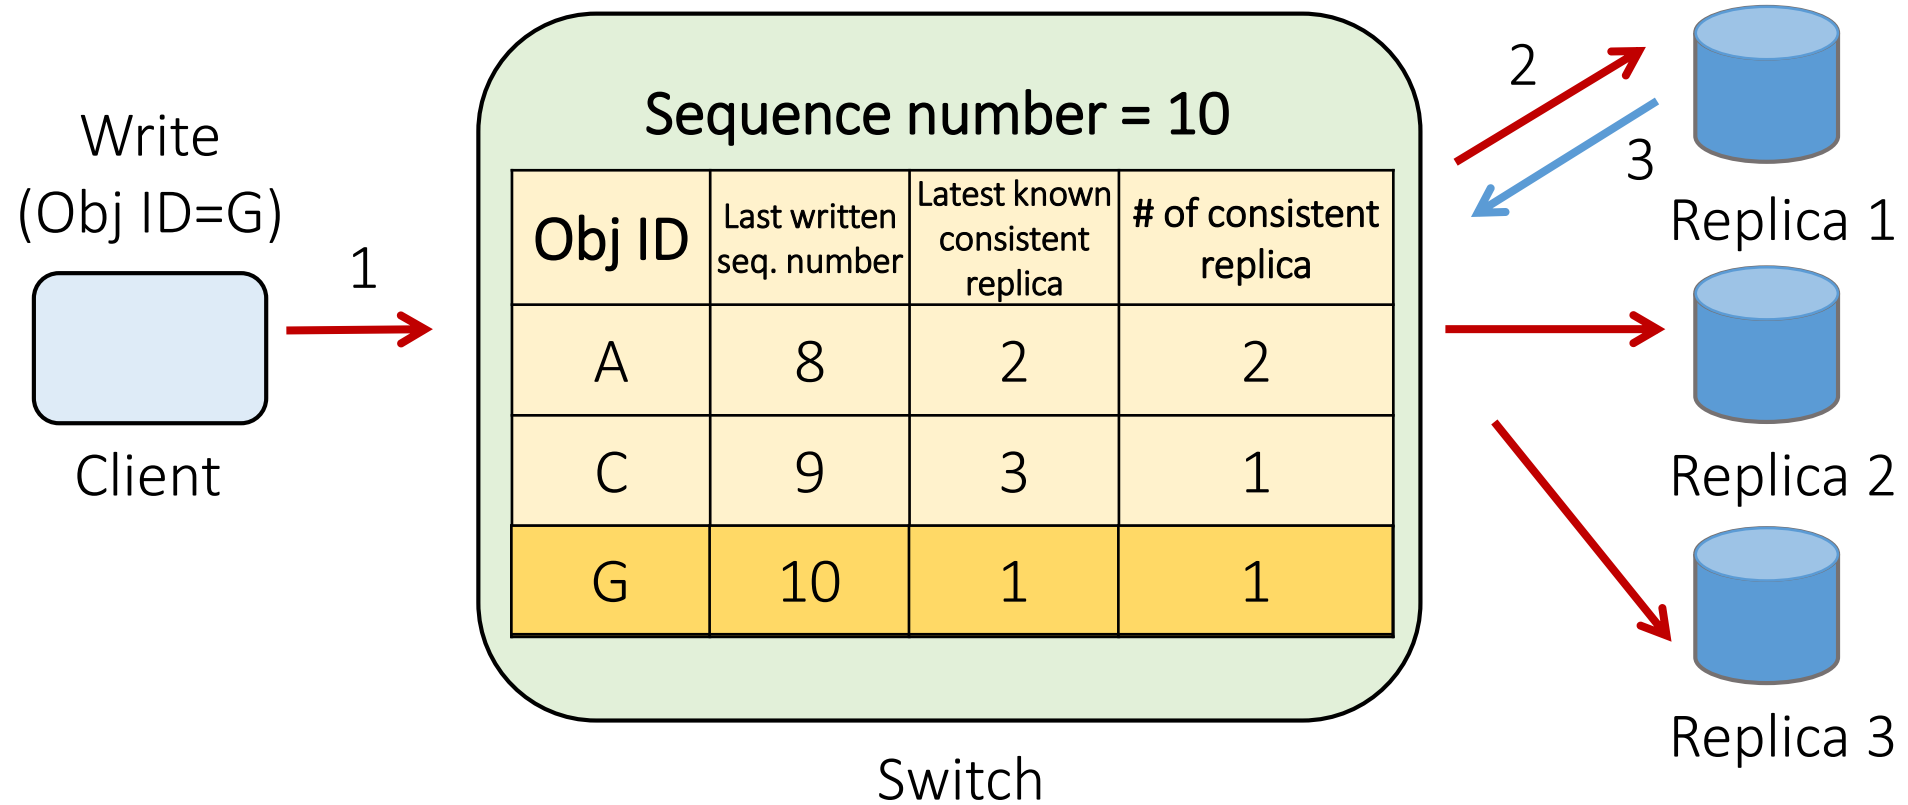 Write
(Obj ID=G)
1
Client
Sequence number = 10
Obj ID
Last written
seq. number
Latest known
consistent
replica
# of consistent
replica
A 8 2 2
C 9 3 1
G 10 1 1
Switch
2
3
Replica 1
Replica 2
Replica 3